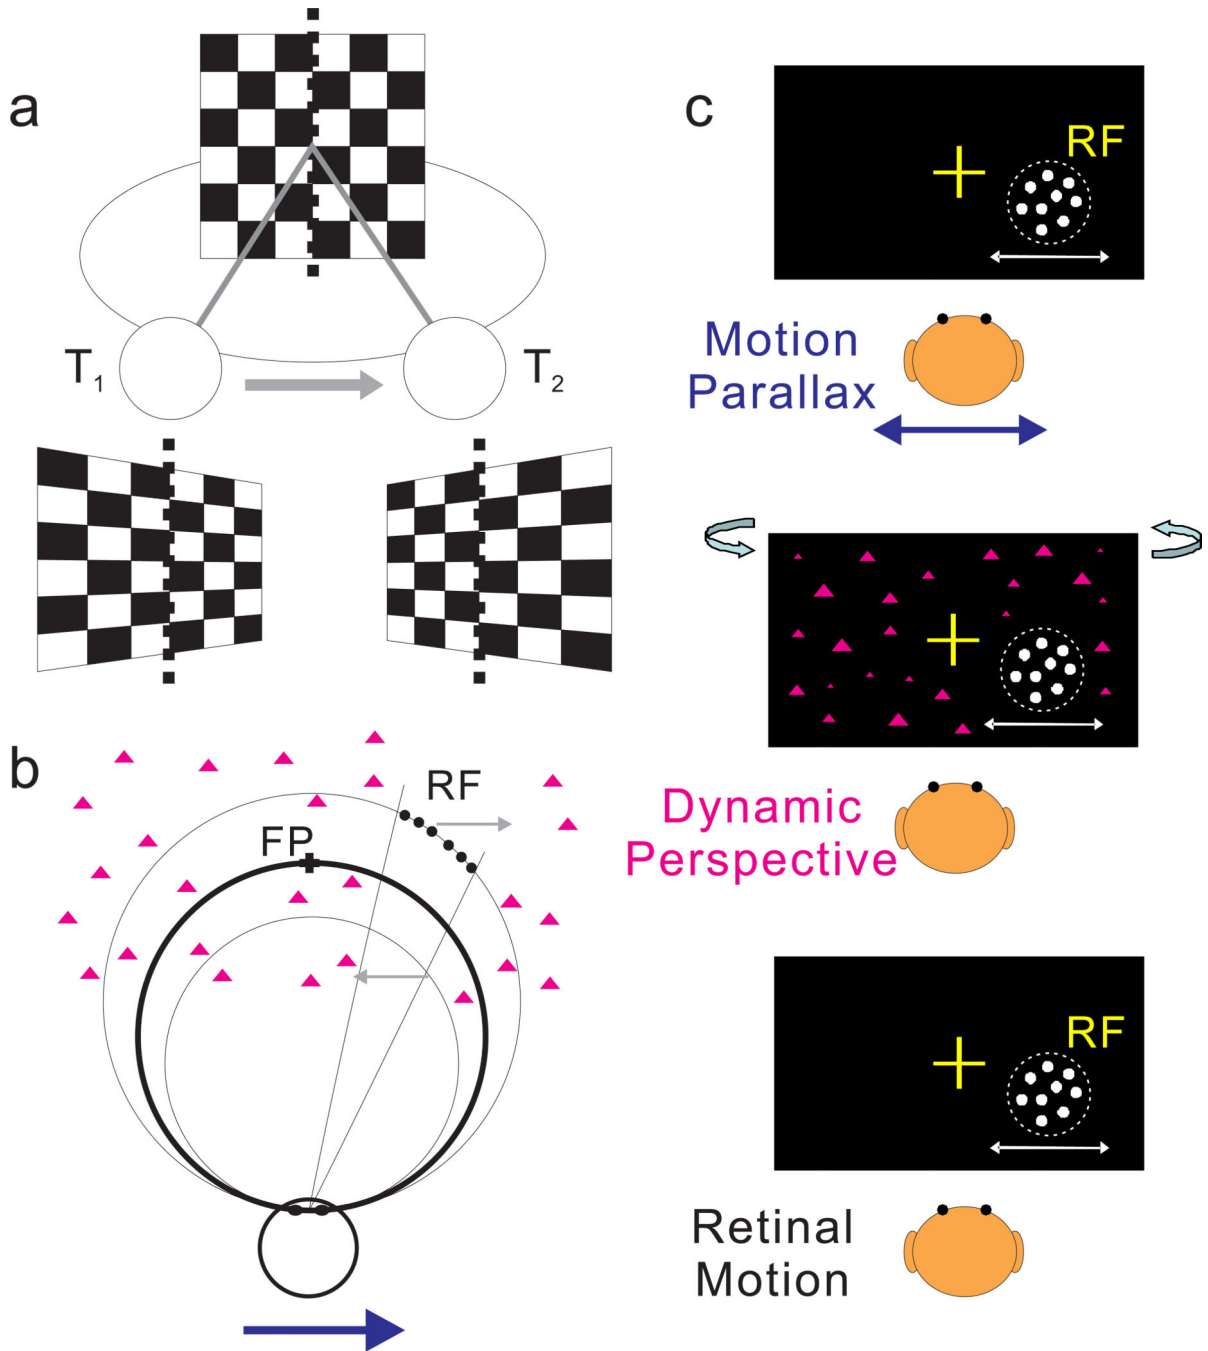 a
T1
T2
b
RF
FP
c
RF
Motion
Parallax
Dynamic
Perspective
RF
Retinal
Motion